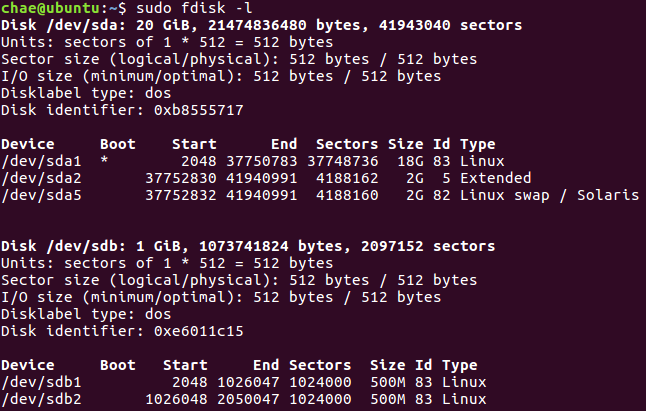 chae@ubuntu:~$ sudo fdisk -l
Disk /dev/sda: 20 GiB, 21474836480 bytes, 41943040 sectors
Units: sectors of 1 * 512 = 512 bytes
Sector size (logical/physical): 512 bytes / 512 bytes
I/O size (minimum/optimal): 512 bytes / 512 bytes
Disklabel type: dos
Disk identifier: 0xb8555717
Device     Boot    Start      End  Sectors Size Id Type
/dev/sda1  *        2048 37750783 37748736  18G 83 Linux
/dev/sda2       37752830 41940991  4188162   2G  5 Extended
/dev/sda5       37752832 41940991  4188160   2G 82 Linux swap / Solaris
Disk /dev/sdb: 1 GiB, 1073741824 bytes, 2097152 sectors
Units: sectors of 1 * 512 = 512 bytes
Sector size (logical/physical): 512 bytes / 512 bytes
I/O size (minimum/optimal): 512 bytes / 512 bytes
Disklabel type: dos
Disk identifier: 0xe6011c15
Device     Boot   Start     End Sectors  Size Id Type
/dev/sdb1          2048 1026047 1024000  500M 83 Linux
/dev/sdb2       1026048 2050047 1024000  500M 83 Linux